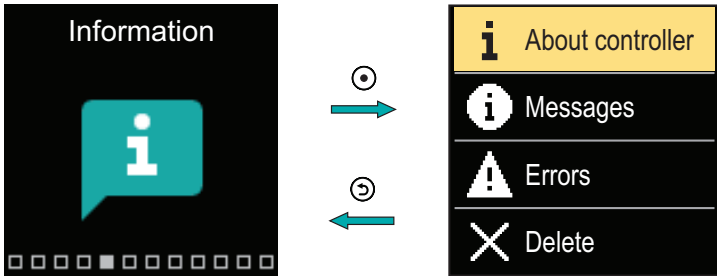 Information
About controller
Messages
Errors
Delete